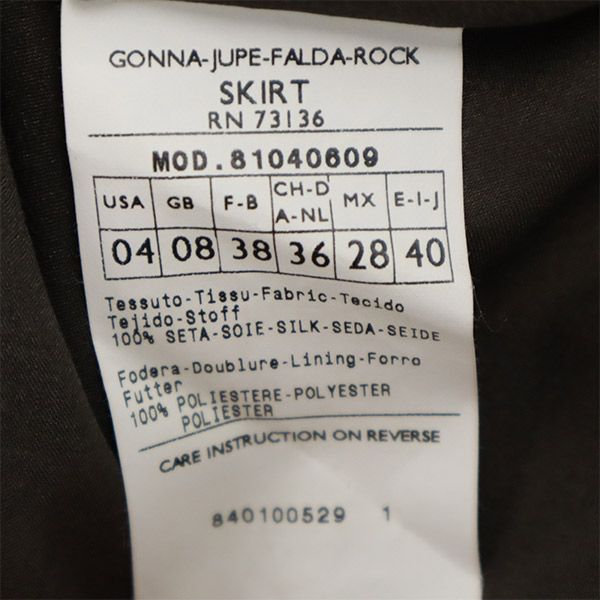 GONNA-JUPE-FALDA-ROCK
SKIRT
RN 73136
MOD.81040609
USA GB F-B CH-D A-NL MX E-I-J
04 08 38 36 28 40
Tessuto-Tissu-Fabric-Tecido
Tejido-Stoff
100% SETA-SOIE-SILK-SEDA-SEIDE
Fodera-Doublure-Lining-Forro
Futter
100% POLIESTERE-POLYESTER
POLIESTER
CARE INSTRUCTION ON REVERSE
840100529 1